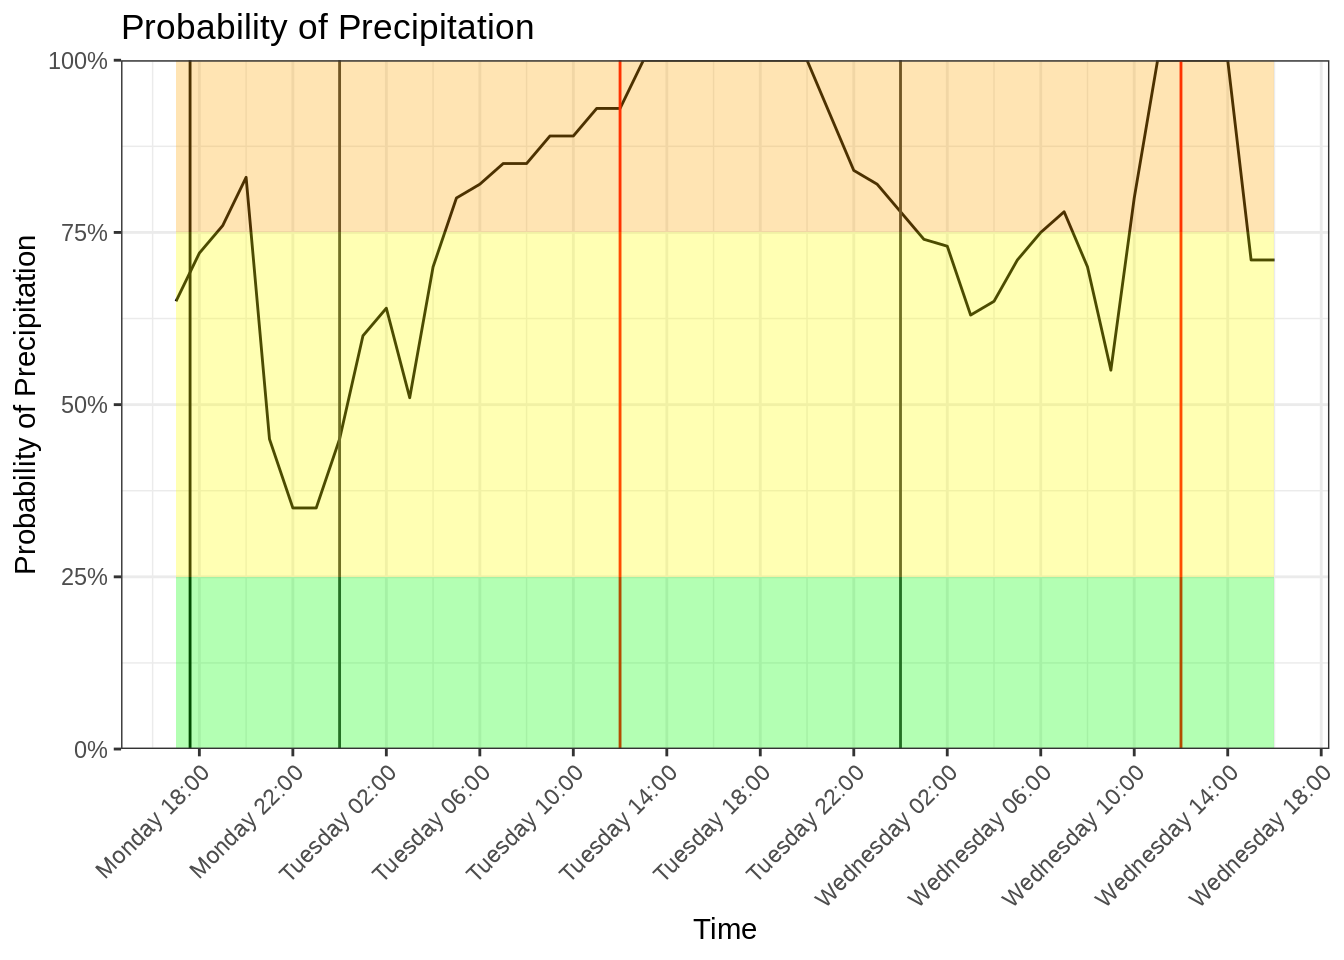 Probability of Precipitation
Probability of Precipitation
100%
75%
50%
25%
0%
Monday 18:00
Monday 22:00
Tuesday 02:00
Tuesday 06:00
Tuesday 10:00
Tuesday 14:00
Tuesday 18:00
Tuesday 22:00
Wednesday 02:00
Wednesday 06:00
Wednesday 10:00
Wednesday 14:00
Wednesday 18:00
Time